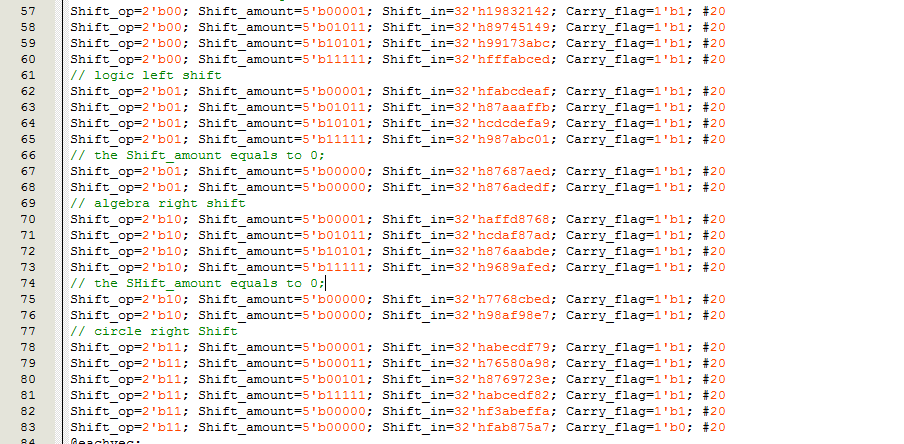 57 Shift_op=2'b00; Shift_amount=5'b00001; Shift_in=32'h19832142; Carry_flag=1'b1; #20
58 Shift_op=2'b00; Shift_amount=5'b01011; Shift_in=32'h89745149; Carry_flag=1'b1; #20
59 Shift_op=2'b00; Shift_amount=5'b10101; Shift_in=32'h99173abc; Carry_flag=1'b1; #20
60 Shift_op=2'b00; Shift_amount=5'b11111; Shift_in=32'hfffabced; Carry_flag=1'b1; #20
61 // logic left shift
62 Shift_op=2'b01; Shift_amount=5'b00001; Shift_in=32'hfabcdeaf; Carry_flag=1'b1; #20
63 Shift_op=2'b01; Shift_amount=5'b01011; Shift_in=32'h87aaaffb; Carry_flag=1'b1; #20
64 Shift_op=2'b01; Shift_amount=5'b10101; Shift_in=32'hcdcdefa9; Carry_flag=1'b1; #20
65 Shift_op=2'b01; Shift_amount=5'b11111; Shift_in=32'h987abc01; Carry_flag=1'b1; #20
66 // the Shift_amount equals to 0;
67 Shift_op=2'b01; Shift_amount=5'b00000; Shift_in=32'h87687aed; Carry_flag=1'b1; #20
68 Shift_op=2'b01; Shift_amount=5'b00000; Shift_in=32'h876adedf; Carry_flag=1'b1; #20
69 // algebra right shift
70 Shift_op=2'b10; Shift_amount=5'b00001; Shift_in=32'haffd8768; Carry_flag=1'b1; #20
71 Shift_op=2'b10; Shift_amount=5'b01011; Shift_in=32'hcdaf87ad; Carry_flag=1'b1; #20
72 Shift_op=2'b10; Shift_amount=5'b10101; Shift_in=32'h876aabde; Carry_flag=1'b1; #20
73 Shift_op=2'b10; Shift_amount=5'b11111; Shift_in=32'h9689afed; Carry_flag=1'b1; #20
74 // the SHift_amount equals to 0;
75 Shift_op=2'b10; Shift_amount=5'b00000; Shift_in=32'h7768cbed; Carry_flag=1'b1; #20
76 Shift_op=2'b10; Shift_amount=5'b00000; Shift_in=32'h98af98e7; Carry_flag=1'b1; #20
77 // circle right Shift
78 Shift_op=2'b11; Shift_amount=5'b00001; Shift_in=32'habecdf79; Carry_flag=1'b1; #20
79 Shift_op=2'b11; Shift_amount=5'b00011; Shift_in=32'h76580a98; Carry_flag=1'b1; #20
80 Shift_op=2'b11; Shift_amount=5'b00101; Shift_in=32'h8769723e; Carry_flag=1'b1; #20
81 Shift_op=2'b11; Shift_amount=5'b11111; Shift_in=32'habcedf82; Carry_flag=1'b1; #20
82 Shift_op=2'b11; Shift_amount=5'b00000; Shift_in=32'hf3abeffa; Carry_flag=1'b1; #20
83 Shift_op=2'b11; Shift_amount=5'b00000; Shift_in=32'hfab875a7; Carry_flag=1'b0; #20
84 @eachvec;